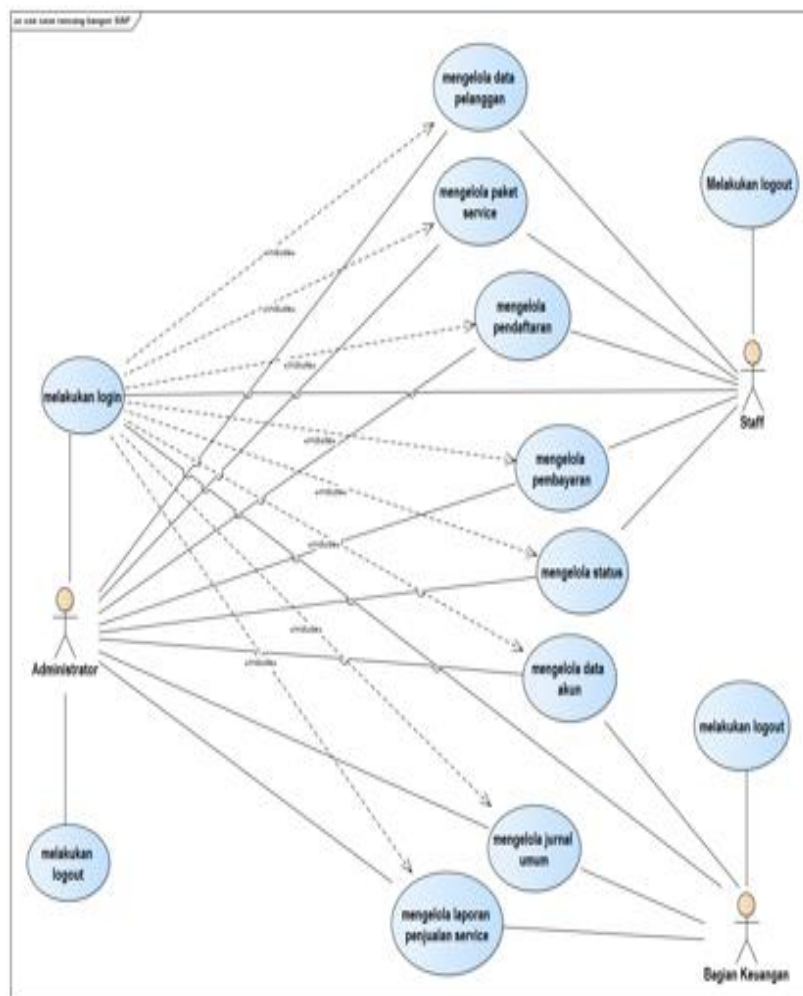 mengelola data
pelanggan
mengelola paket
service
Melakukan logout
mengelola
pendaftaran
melakukan login
Staff
mengelola
pembayaran
mengelola status
Administrator
mengelola data
akun
melakukan logout
melakukan
logout
mengelola jurnal
umum
mengelola laporan
penjualan service
Bagian Keuangan